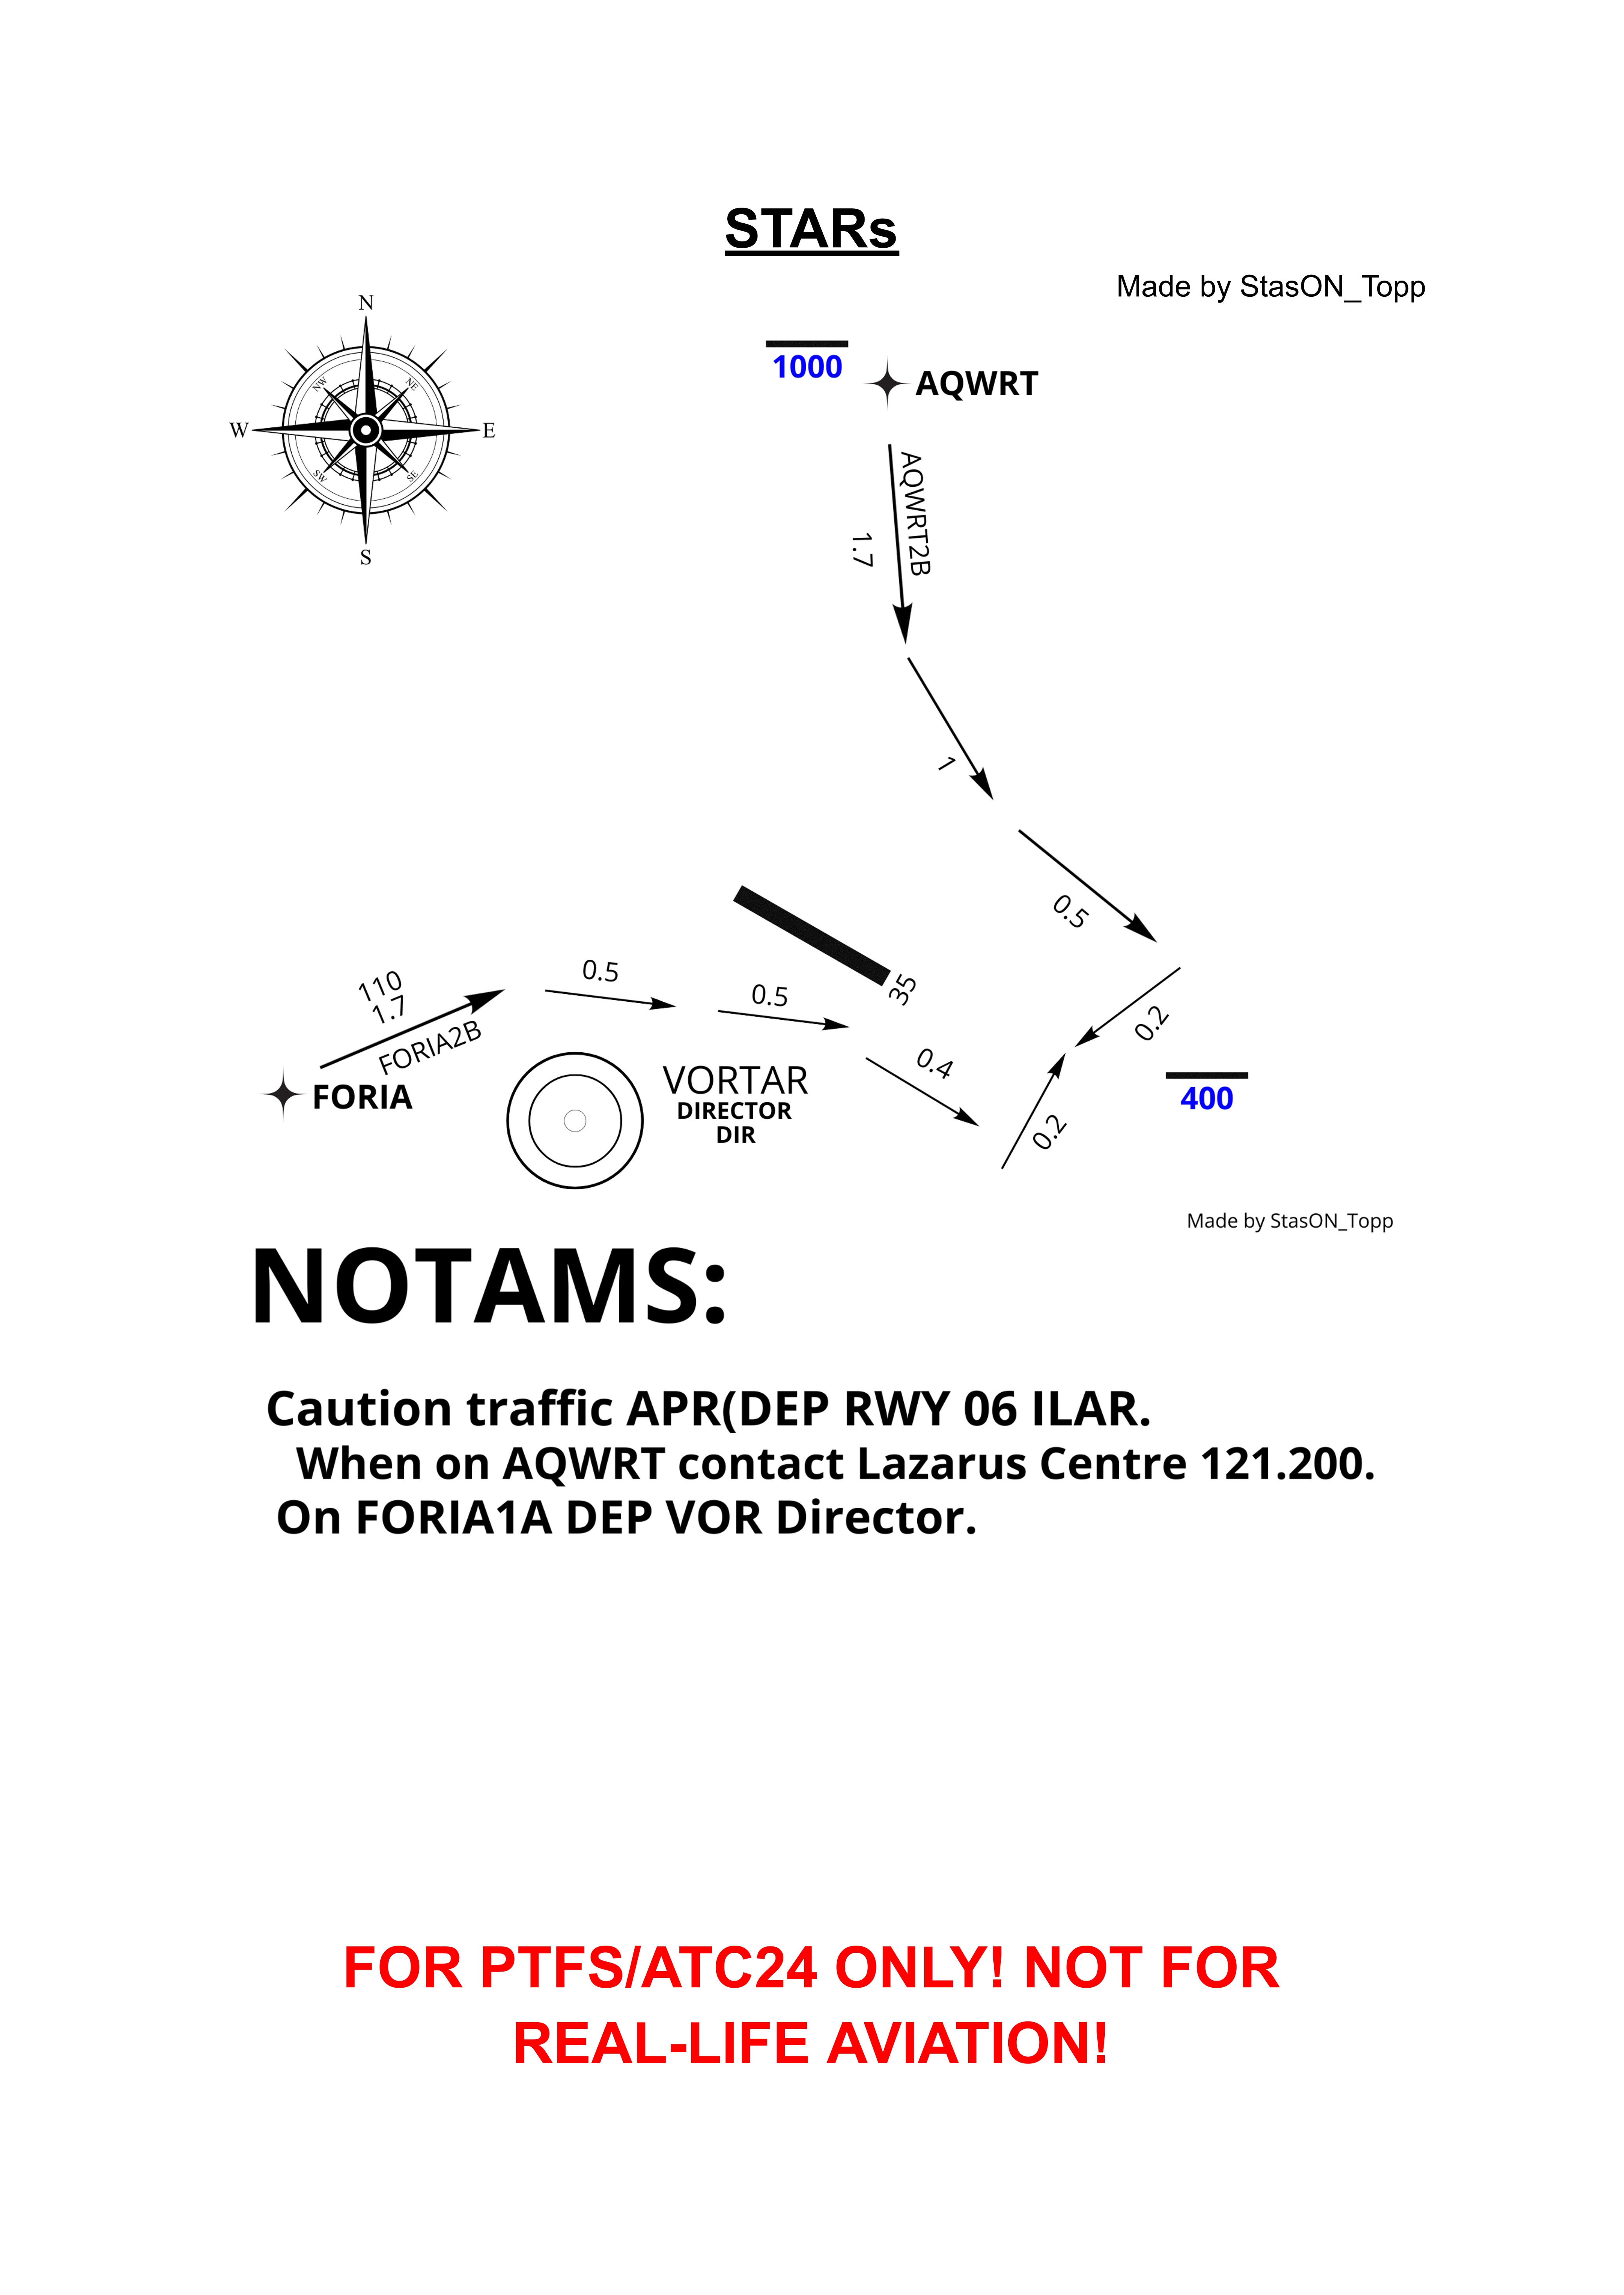 STARs
Made by StasON_Topp
N
NW
NE
W
E
SW
SE
S
1000
AQWRT
AQWRT2B
1.7
1
0.5
35
0.2
110
1.7
FORIA2B
0.5
0.5
0.4
0.2
FORIA
VORTAR
DIRECTOR
DIR
400
Made by StasON_Topp
NOTAMS:
Caution traffic APR(DEP RWY 06 ILAR.
When on AQWRT contact Lazarus Centre 121.200.
On FORIA1A DEP VOR Director.
FOR PTFS/ATC24 ONLY! NOT FOR
REAL-LIFE AVIATION!